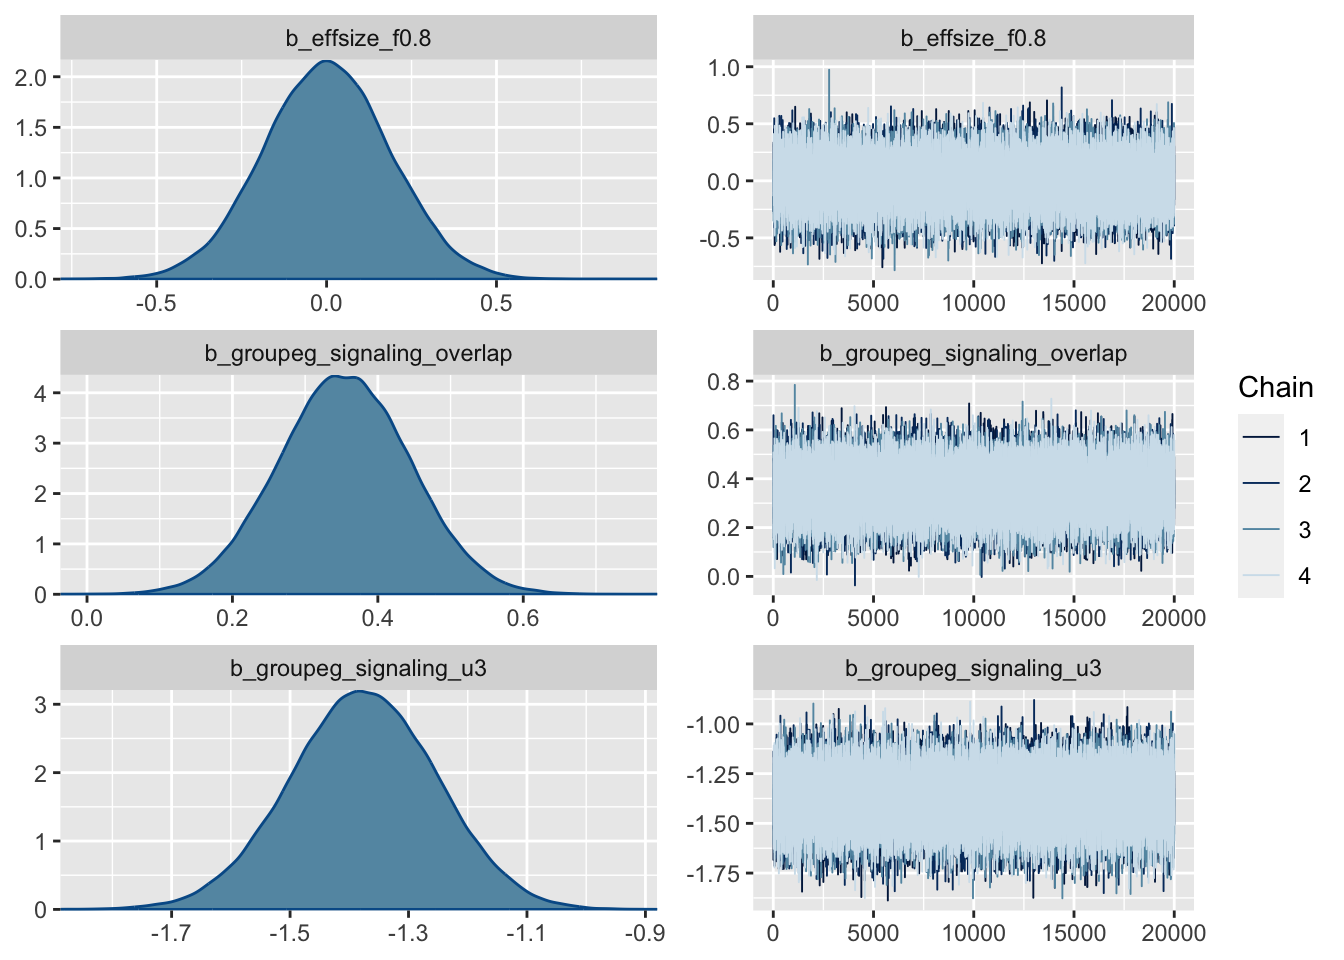 b_effsize_f0.8
2.0
1.5
1.0
0.5
0.0
-0.5 0.0 0.5
b_effsize_f0.8
1.0
0.5
0.0
-0.5
0 5000 10000 15000 20000
b_groupeg_signaling_overlap
4
3
2
1
0
0.0 0.2 0.4 0.6
b_groupeg_signaling_overlap
0.8
0.6
0.4
0.2
0.0
0 5000 10000 15000 20000
b_groupeg_signaling_u3
3
2
1
0
-1.7 -1.5 -1.3 -1.1 -0.9
b_groupeg_signaling_u3
-1.00
-1.25
-1.50
-1.75
0 5000 10000 15000 20000
Chain
1
2
3
4